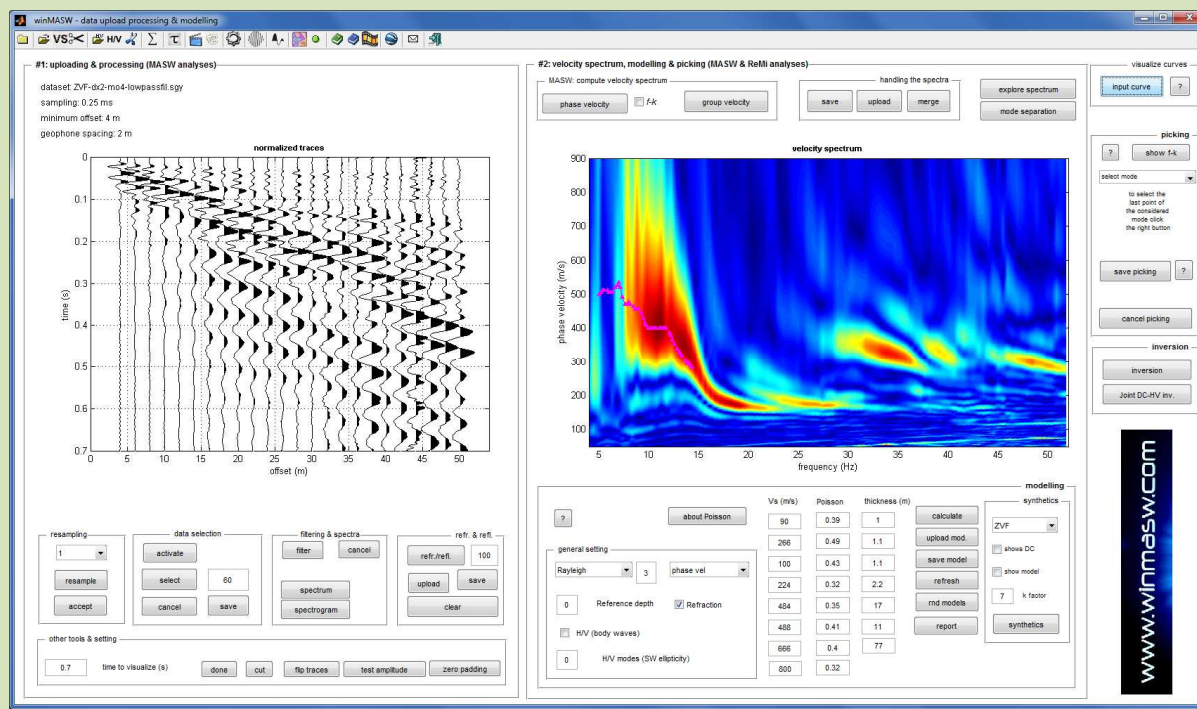 winMASW - data upload processing & modelling
VS
H/V
Σ
#1: uploading & processing (MASW analyses)
dataset: ZVF-dx2-mo4-lowpassfil.sgy
sampling: 0.25 ms
minimum offset: 4 m
geophone spacing: 2 m
normalized traces
0
0.1
0.2
0.3
0.4
0.5
0.6
0.7
time (s)
0 5 10 15 20 25 30 35 40 45 50
offset (m)
resampling
1
resample
accept
data selection
activate
select 60
cancel save
filtering & spectra
filter cancel
spectrum
spectrogram
refr. & refl.
refr./refl. 100
upload save
clear
other tools & setting
0.7 time to visualize (s) done cut flip traces test amplitude zero padding
#2: velocity spectrum, modelling & picking (MASW & ReMi analyses)
MASW: compute velocity spectrum
phase velocity f-k group velocity
handing the spectra
save upload merge
explore spectrum
mode separation
velocity spectrum
900
800
700
600
500
400
300
200
100
phase velocity (m/s)
5 10 15 20 25 30 35 40 45 50
frequency (Hz)
modelling
? about Poisson
general setting
Rayleigh 3 phase vel
0 Reference depth Refraction
H/V (body waves)
0 H/V modes (SW ellipticity)
Vs (m/s) Poisson thickness (m)
90 0.39 1
266 0.49 1.1
100 0.43 1.1
224 0.32 2.2
484 0.35 17
488 0.41 11
666 0.4 77
800 0.32
calculate
upload mod.
save model
refresh
rnd models
report
synthetics
ZVF
shows DC
show model
7 k factor
synthetics
visualize curves
input curve ?
picking
? show f-k
select mode
to select the
last point of
the considered
mode click
the right button
save picking ?
cancel picking
inversion
inversion
Joint DC-HV inv.
www.winmasw.com